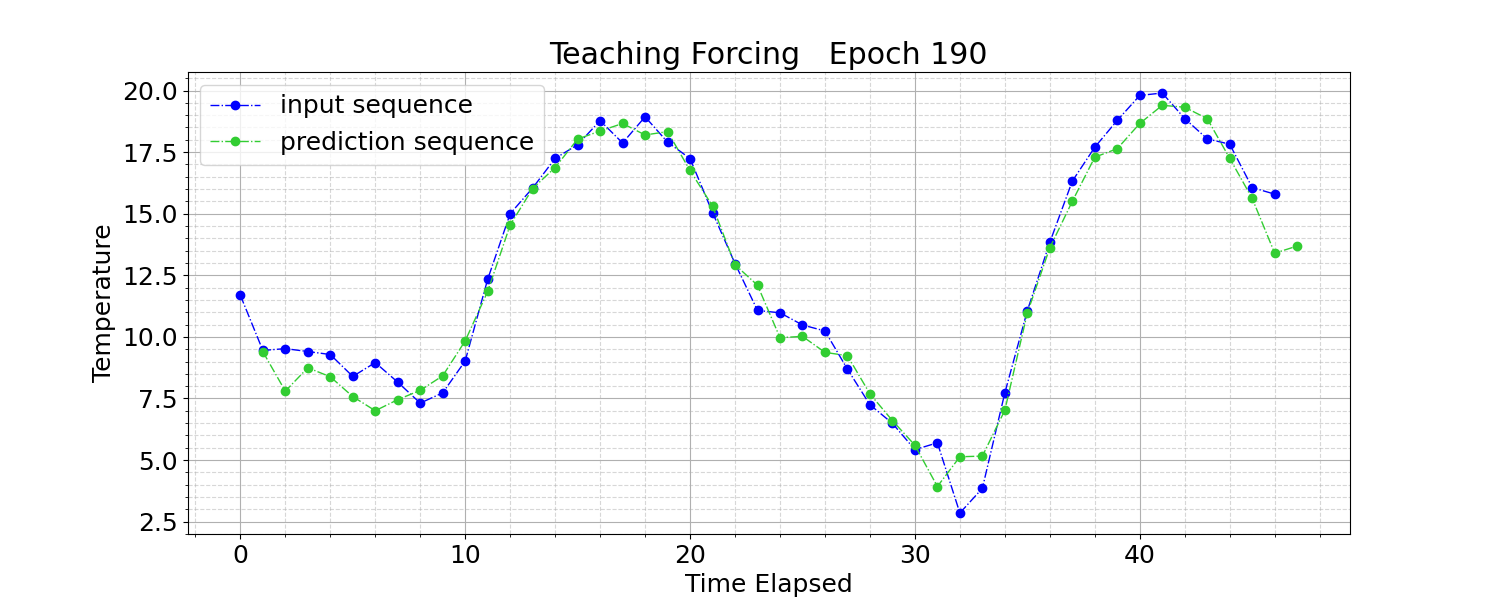 Teaching Forcing   Epoch 190
input sequence
prediction sequence
Temperature
20.0
17.5
15.0
12.5
10.0
7.5
5.0
2.5
0 10 20 30 40
Time Elapsed